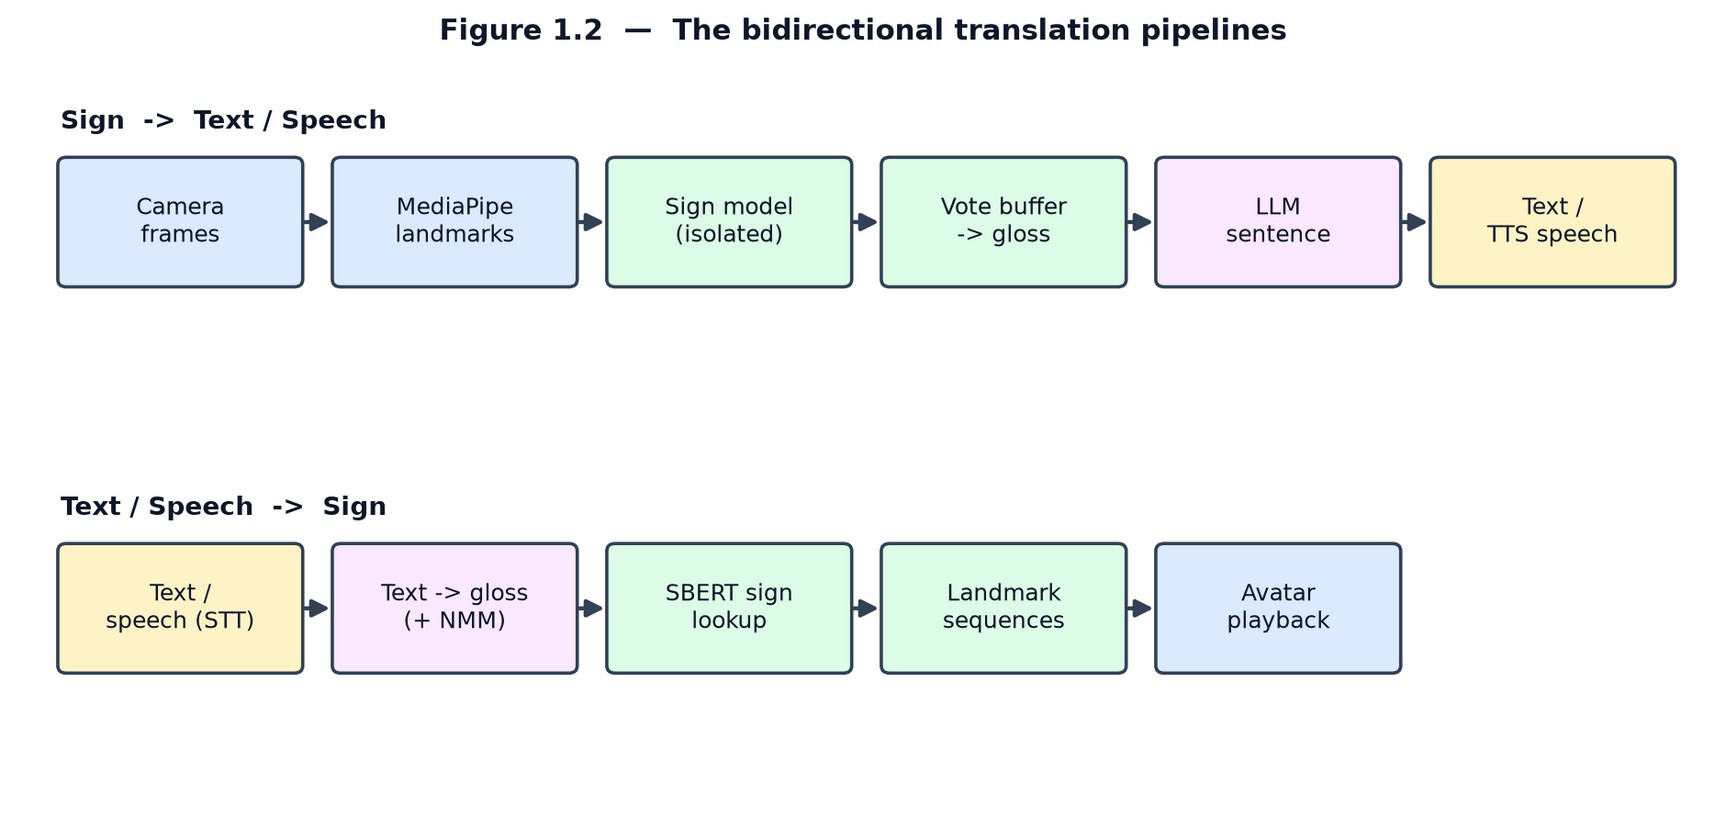 Figure 1.2 — The bidirectional translation pipelines
Sign -> Text / Speech
Camera
frames
MediaPipe
landmarks
Sign model
(isolated)
Vote buffer
-> gloss
LLM
sentence
Text /
TTS speech
Text / Speech -> Sign
Text /
speech (STT)
Text -> gloss
(+ NMM)
SBERT sign
lookup
Landmark
sequences
Avatar
playback